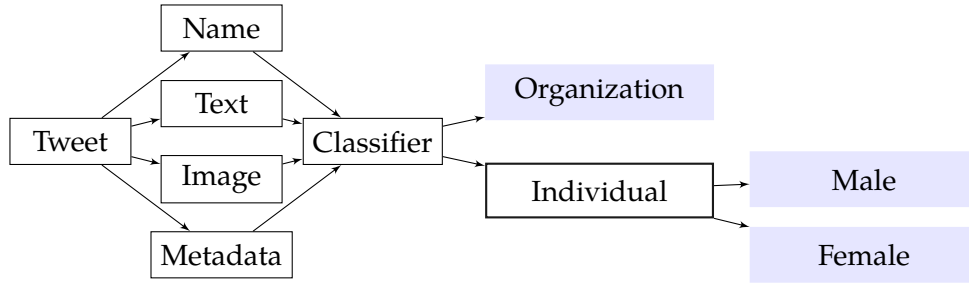 Name
Text
Organization
Tweet
Classifier
Image
Individual
Male
Metadata
Female